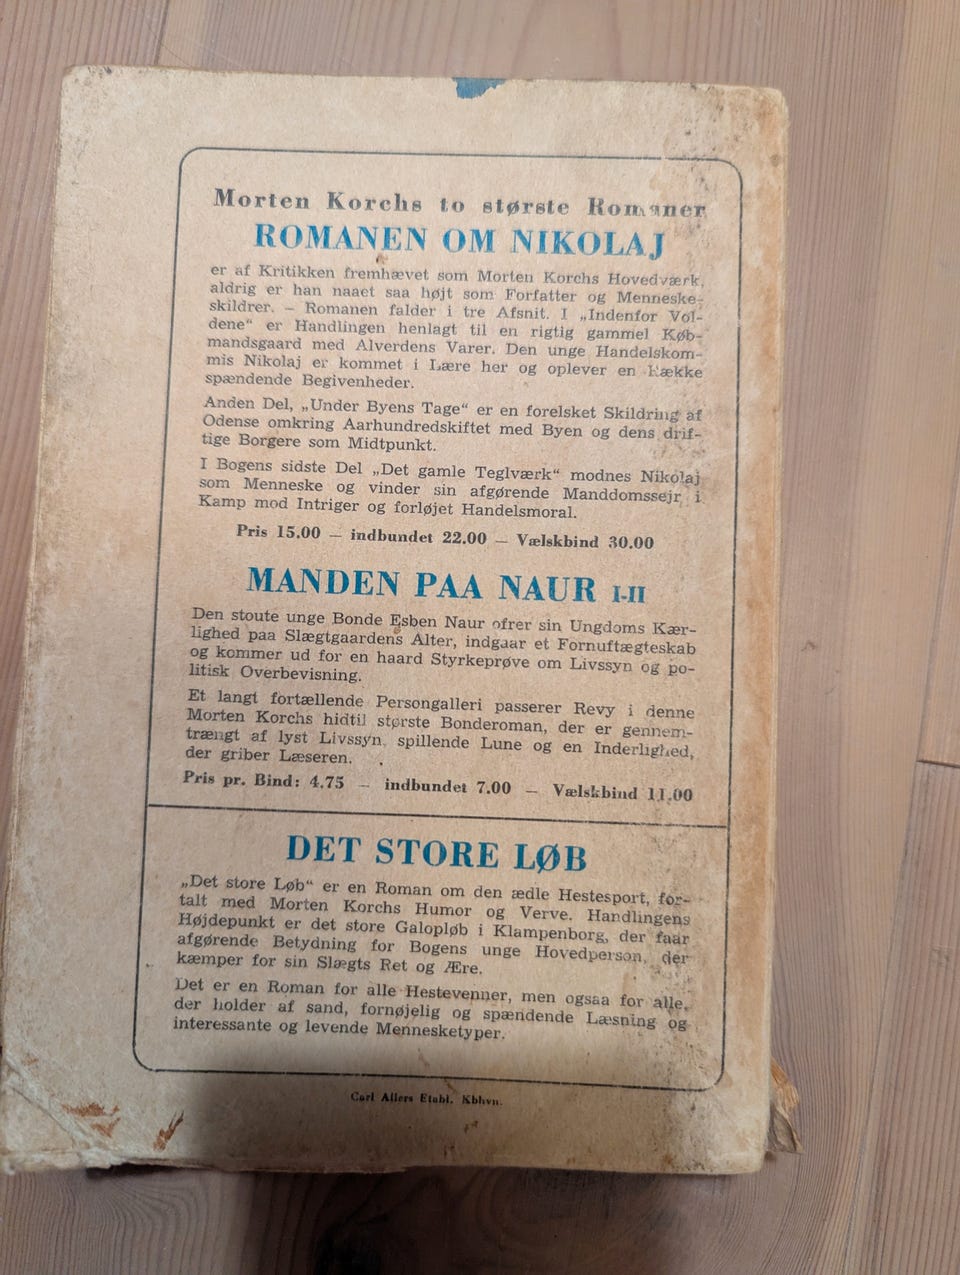 Morten Korchs to største Romaner
ROMANEN OM NIKOLAJ
er af Kritikken fremhævet som Morten Korchs Hovedværk,
aldrig er han naaet saa højt som Forfatter og Menneske-
skildrer. – Romanen falder i tre Afsnit. I „Indenfor Vol-
dene“ er Handlingen henlagt til en rigtig gammel Køb-
mandsgaard med Alverdens Varer. Den unge Handelskom-
mis Nikolaj er kommet i Lære her og oplever en Række
spændende Begivenheder.
Anden Del, „Under Byens Tage“ er en forelsket Skildring af
Odense omkring Aarhundredskiftet med Byen og dens drif-
tige Borgere som Midtpunkt.
I Bogens sidste Del „Det gamle Teglværk“ modnes Nikolaj
som Menneske og vinder sin afgørende Manddomssejr i
Kamp mod Intriger og forløjet Handelsmoral.
Pris 15.00 – indbundet 22.00 – Vælskbind 30.00
MANDEN PAA NAUR I-II
Den stoute unge Bonde Esben Naur ofrer sin Ungdoms Kær-
lighed paa Slægtgaardens Alter, indgaar et Fornuftægteskab
og kommer ud for en haard Styrkeprøve om Livssyn og po-
litisk Overbevisning.
Et langt fortællende Persongalleri passerer Revy i denne
Morten Korchs hidtil største Bonderoman, der er gennem-
trængt af lyst Livssyn, spillende Lune og en Inderlighed,
der griber Læseren.
Pris pr. Bind: 4.75 – indbundet 7.00 – Vælskbind 11.00
DET STORE LØB
„Det store Løb“ er en Roman om den ædle Hestesport, for-
talt med Morten Korchs Humor og Verve. Handlingens
Højdepunkt er det store Galopløb i Klampenborg, der faar
afgørende Betydning for Bogens unge Hovedperson, der
kæmper for sin Slægts Ret og Ære.
Det er en Roman for alle Hestevenner, men ogsaa for alle,
der holder af sand, fornøjelig og spændende Læsning og
interessante og levende Mennesketyper.
Carl Allers Etabl. Kbhvn.